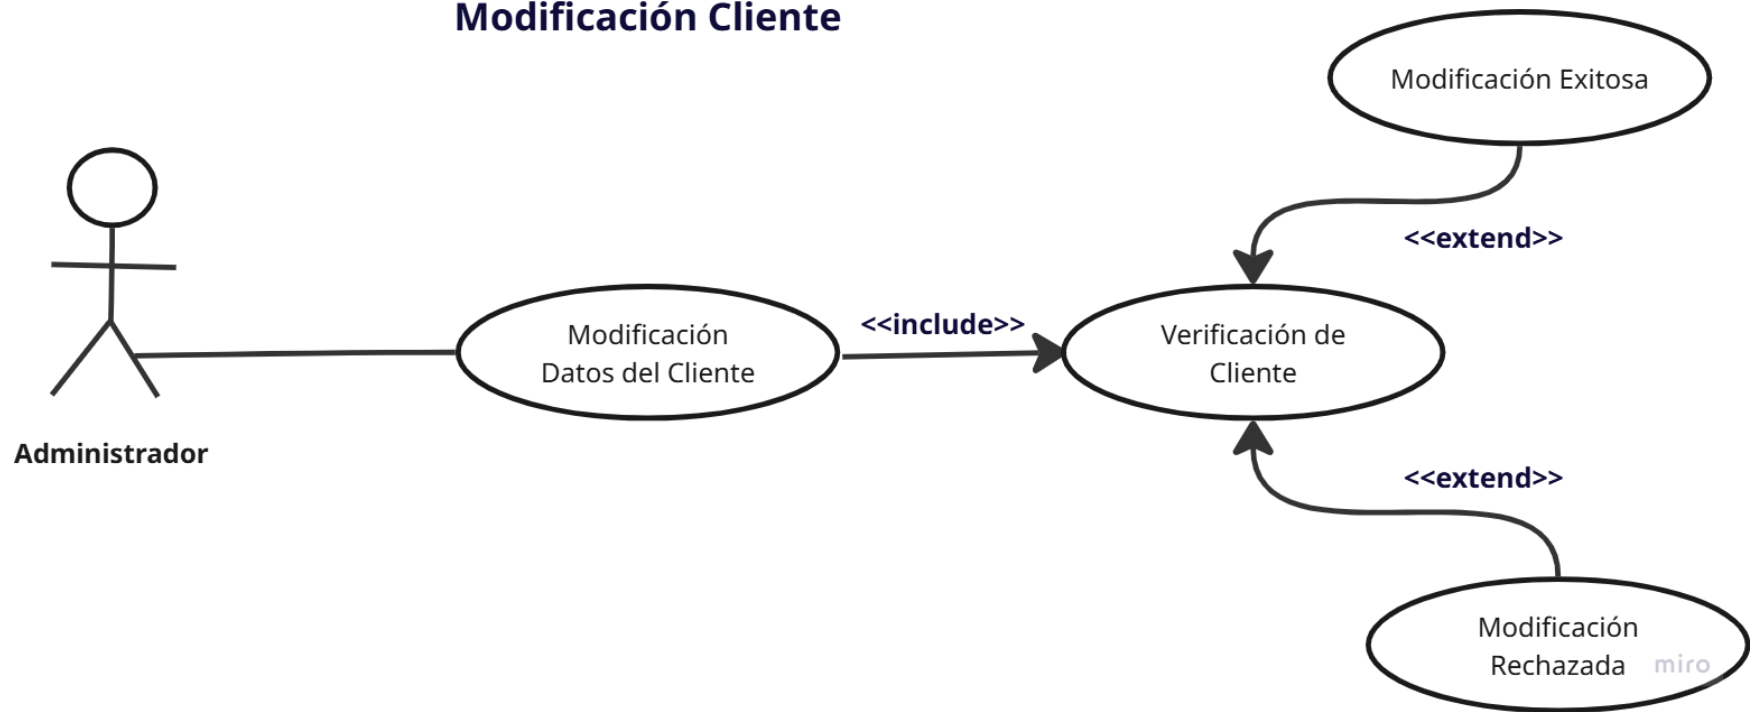 Modificación Cliente
Modificación Exitosa
<<extend>>
<<include>>
Modificación
Datos del Cliente
Verificación de
Cliente
Administrador
<<extend>>
Modificación
Rechazada
miro